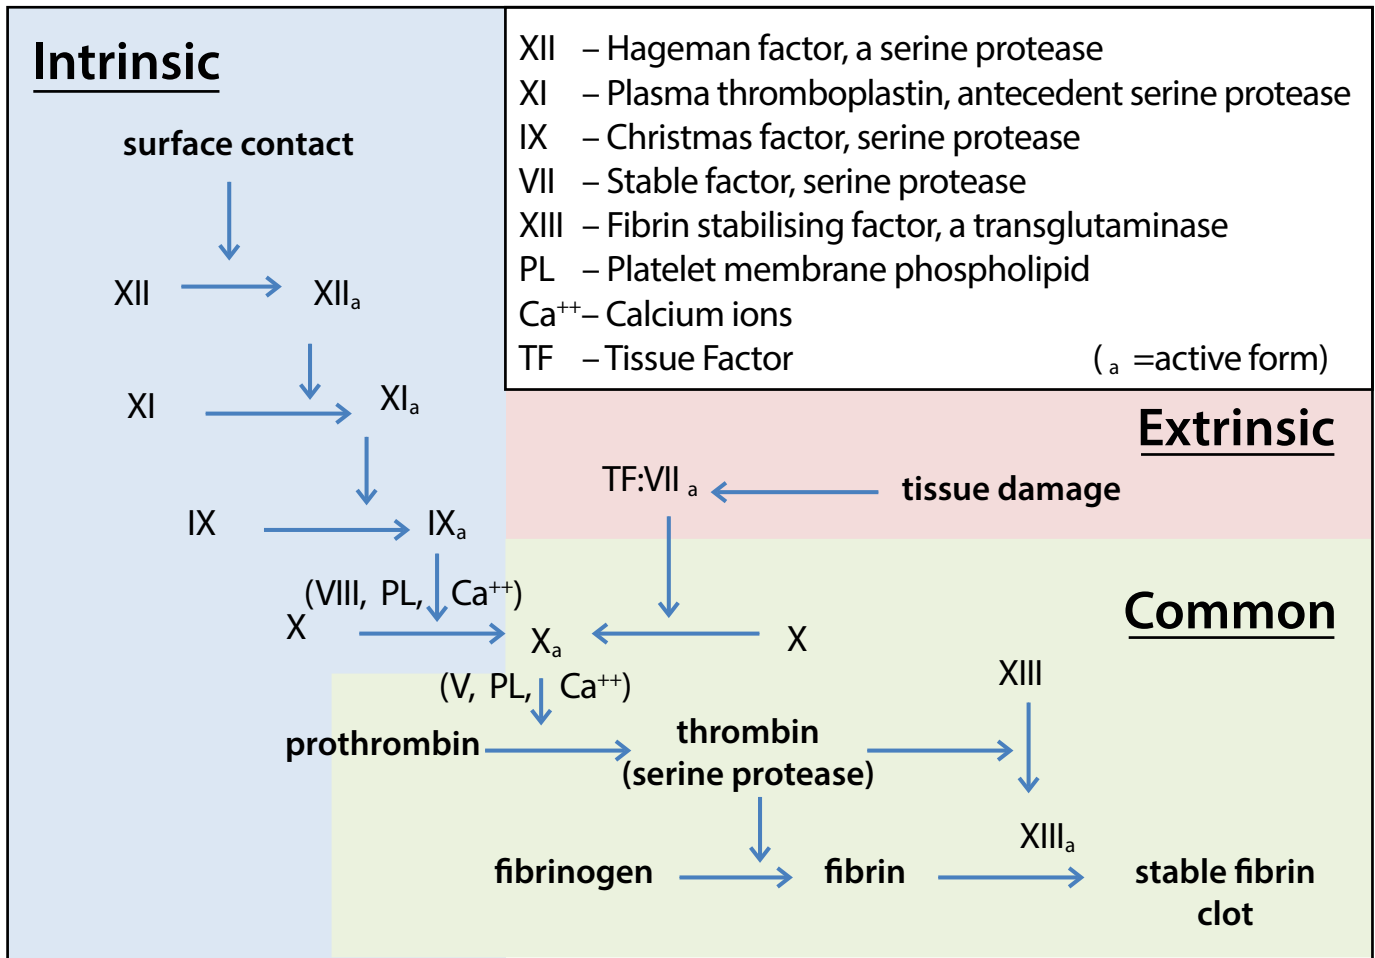 Intrinsic
surface contact
XII
XIIₐ
XI
XIₐ
IX
IXₐ
(VIII, PL, Ca⁺⁺)
X
Xₐ
X
(V, PL, Ca⁺⁺)
XII – Hageman factor, a serine protease
XI – Plasma thromboplastin, antecedent serine protease
IX – Christmas factor, serine protease
VII – Stable factor, serine protease
XIII – Fibrin stabilising factor, a transglutaminase
PL – Platelet membrane phospholipid
Ca⁺⁺– Calcium ions
TF – Tissue Factor ( ₐ =active form)
Extrinsic
TF:VII ₐ
tissue damage
Common
XIII
prothrombin
thrombin
(serine protease)
XIIIₐ
fibrinogen
fibrin
stable fibrin
clot